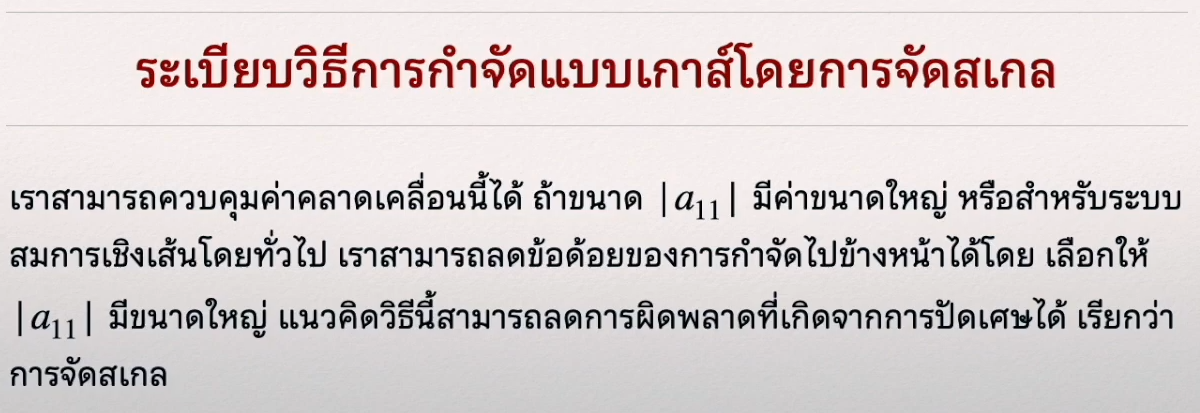 ระเบียบวิธีการกำจัดแบบเกาส์โดยการจัดสเกล
เราสามารถควบคุมค่าคลาดเคลื่อนนี้ได้ ถ้าขนาด |a₁₁| มีค่าขนาดใหญ่ หรือสำหรับระบบ
สมการเชิงเส้นโดยทั่วไป เราสามารถลดข้อด้อยของการกำจัดไปข้างหน้าได้โดย เลือกให้
|a₁₁| มีขนาดใหญ่ แนวคิดวิธีนี้สามารถลดการผิดพลาดที่เกิดจากการปัดเศษได้ เรียกว่า
การจัดสเกล